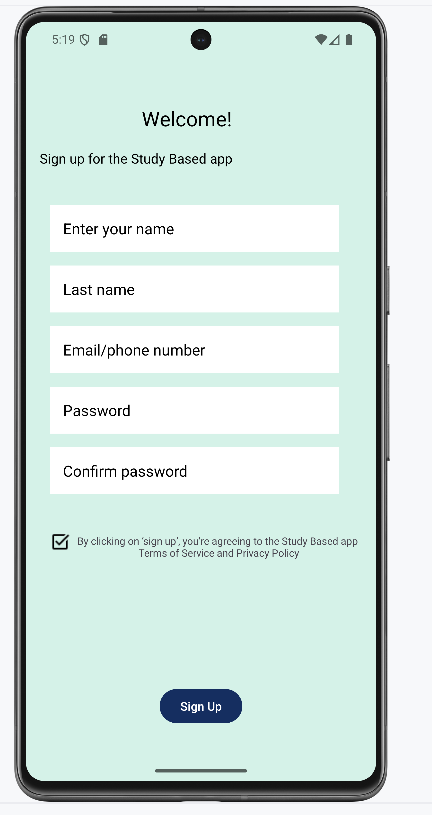 5:19
Welcome!
Sign up for the Study Based app
Enter your name
Last name
Email/phone number
Password
Confirm password
By clicking on 'sign up', you're agreeing to the Study Based app
Terms of Service and Privacy Policy
Sign Up